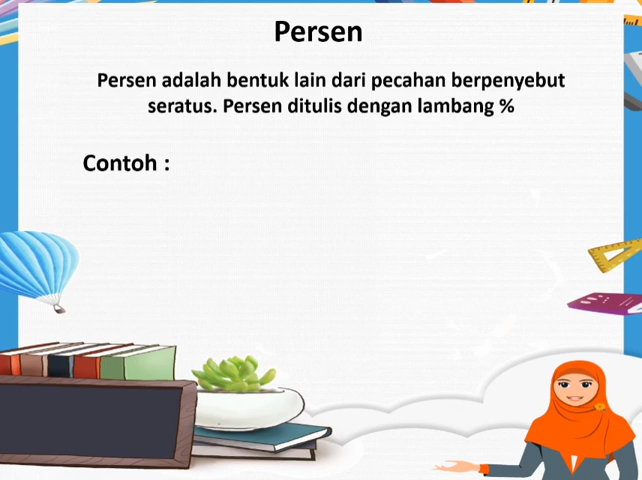 Persen
Persen adalah bentuk lain dari pecahan berpenyebut
seratus. Persen ditulis dengan lambang %
Contoh :